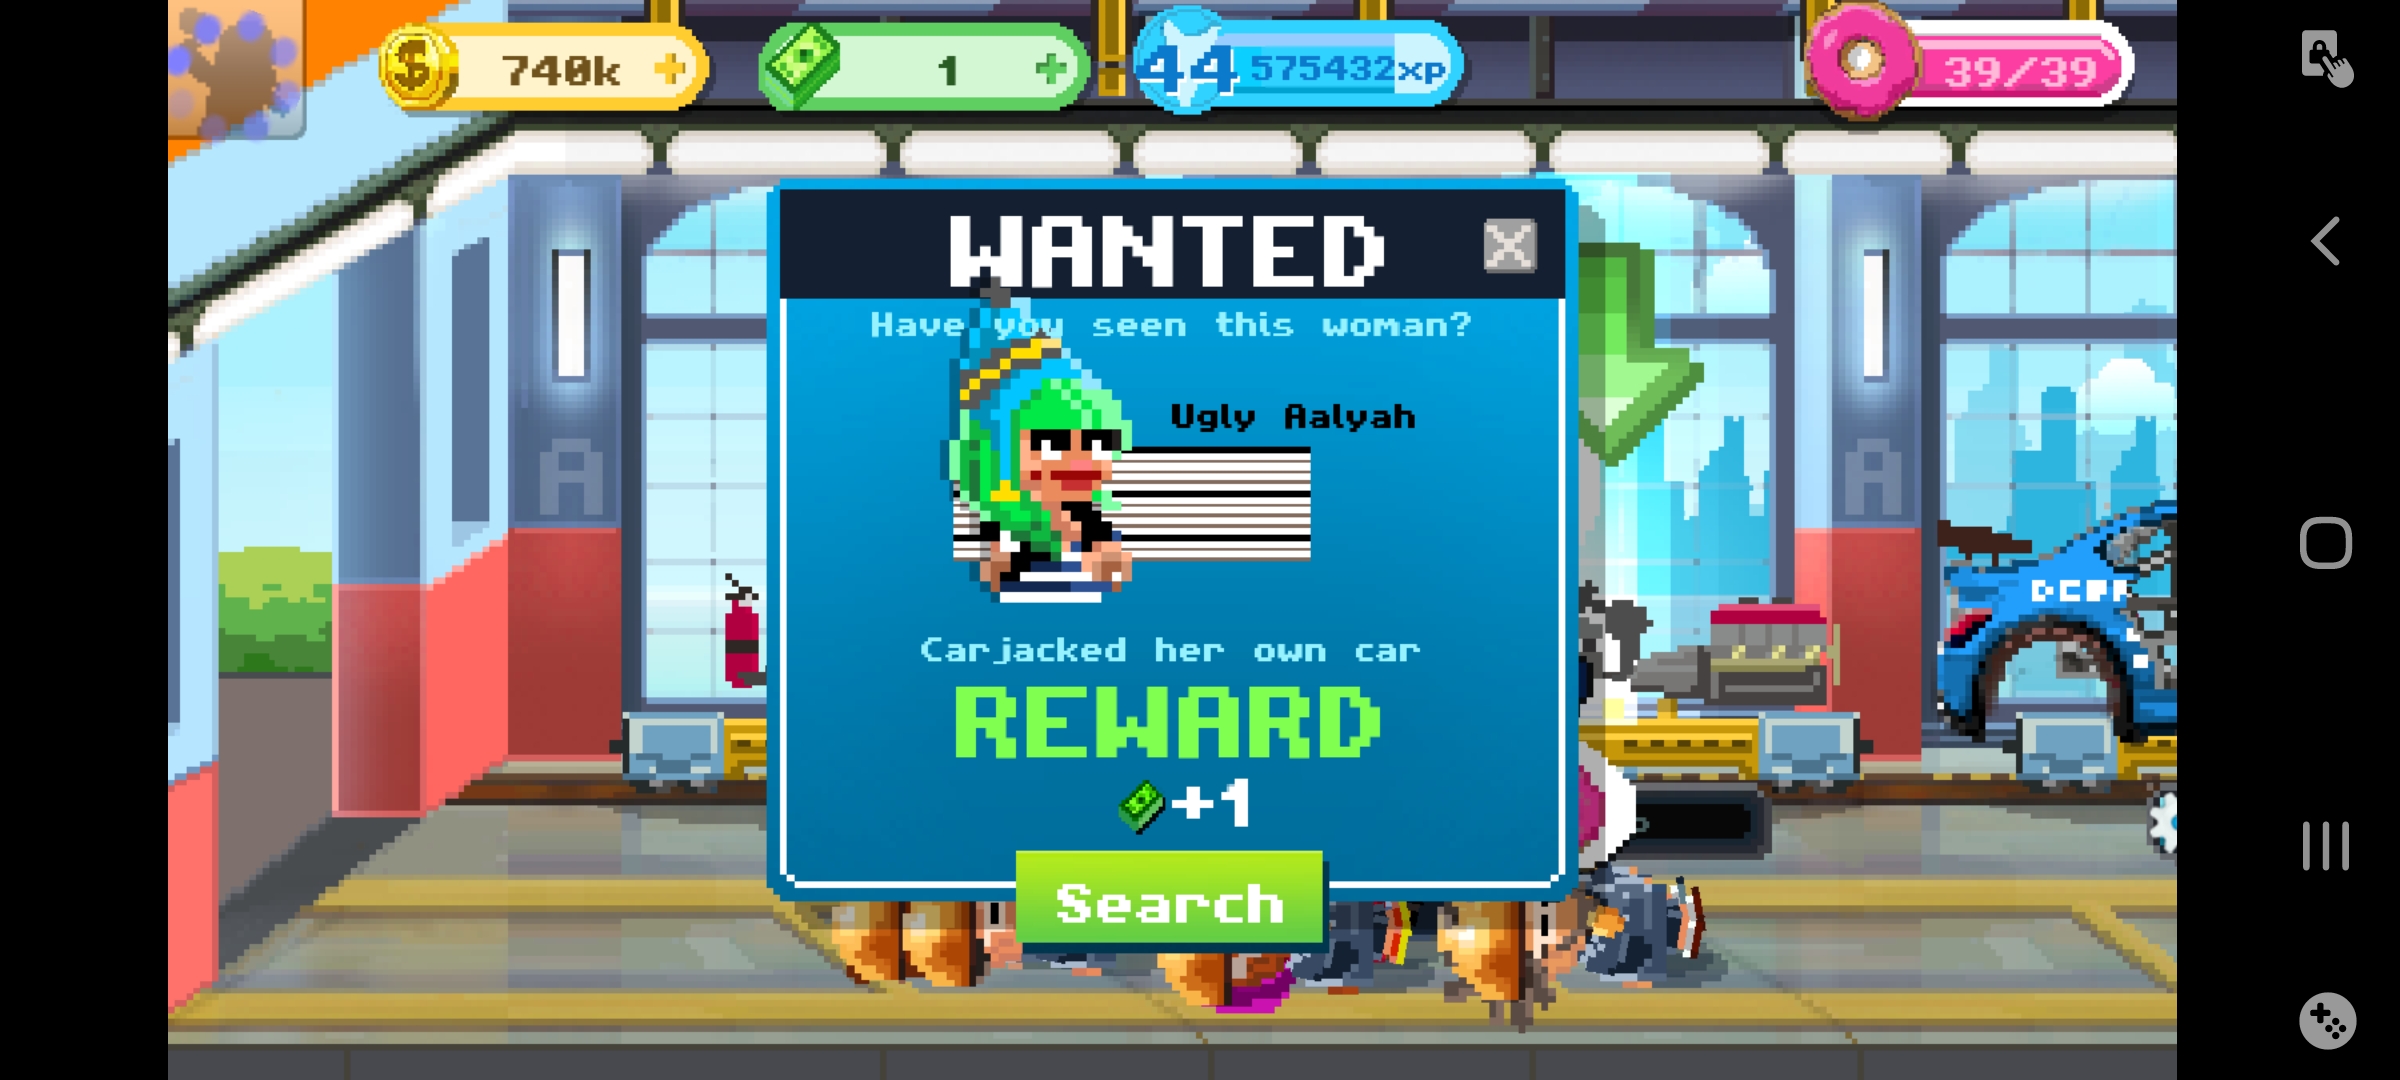 740k
1
44 575432xp
39/39
WANTED
Have you seen this woman?
Ugly Aalyah
Carjacked her own car
REWARD
+1
Search
A
A